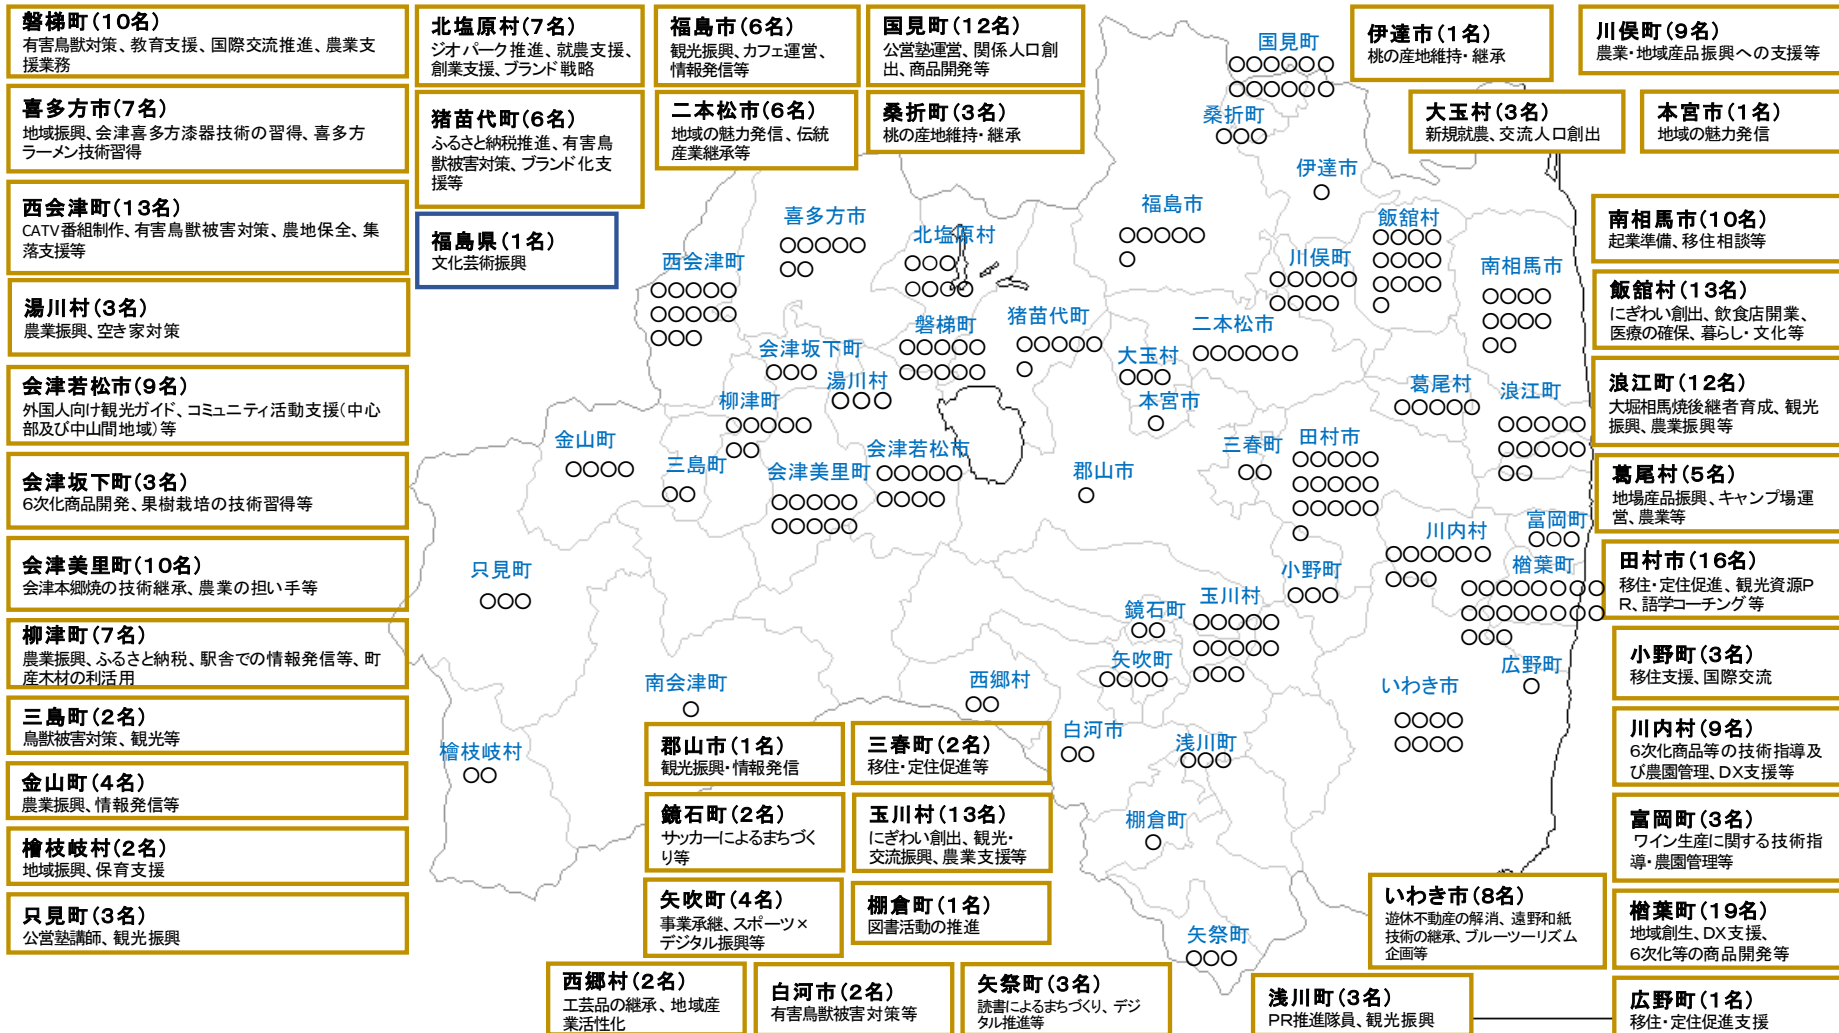 磐梯町(10名)
有害鳥獣対策、教育支援、国際交流推進、農業支
援業務
喜多方市(7名)
地域振興、会津喜多方漆器技術の習得、喜多方
ラーメン技術習得
西会津町(13名)
CATV番組制作、有害鳥獣被害対策、農地保全、集
落支援等
湯川村(3名)
農業振興、空き家対策
会津若松市(9名)
外国人向け観光ガイド、コミュニティ活動支援(中心
部及び中山間地域)等
会津坂下町(3名)
6次化商品開発、果樹栽培の技術習得等
会津美里町(10名)
会津本郷焼の技術継承、農業の担い手等
柳津町(7名)
農業振興、ふるさと納税、駅舎での情報発信等、町
産木材の利活用
三島町(2名)
鳥獣被害対策、観光等
金山町(4名)
農業振興、情報発信等
檜枝岐村(2名)
地域振興、保育支援
只見町(3名)
公営塾講師、観光振興
北塩原村(7名)
ジオパーク推進、就農支援、
創業支援、ブランド戦略
猪苗代町(6名)
ふるさと納税推進、有害鳥
獣被害対策、ブランド化支
援等
福島県(1名)
文化芸術振興
福島市(6名)
観光振興、カフェ運営、
情報発信等
二本松市(6名)
地域の魅力発信、伝統
産業継承等
国見町(12名)
公営塾運営、関係人口創
出、商品開発等
桑折町(3名)
桃の産地維持・継承
伊達市(1名)
桃の産地維持・継承
川俣町(9名)
農業・地域産品振興への支援等
大玉村(3名)
新規就農、交流人口創出
本宮市(1名)
地域の魅力発信
南相馬市(10名)
起業準備、移住相談等
飯舘村(13名)
にぎわい創出、飲食店開業、
医療の確保、暮らし・文化等
浪江町(12名)
大堀相馬焼後継者育成、観光
振興、農業振興等
葛尾村(5名)
地場産品振興、キャンプ場運
営、農業等
田村市(16名)
移住・定住促進、観光資源P
R、語学コーチング等
小野町(3名)
移住支援、国際交流
川内村(9名)
6次化商品等の技術指導及
び農園管理、DX支援等
富岡町(3名)
ワイン生産に関する技術指
導・農園管理等
楢葉町(19名)
地域創生、DX支援、
6次化等の商品開発等
広野町(1名)
移住・定住促進支援
国見町
○○○○○○
○○○○○○
桑折町
○○○
伊達市
○
福島市
○○○○○
○
喜多方市
○○○○○
○○
北塩原村
○○○
○○○○
西会津町
○○○○○
○○○○○
○○○
飯舘村
○○○○
○○○○
○○○○
○
川俣町
○○○○○
○○○○
南相馬市
○○○○
○○○○
○○
磐梯町
○○○○○
○○○○○
猪苗代町
○○○○○
○
二本松市
○○○○○○
会津坂下町
○○○
湯川村
○○○
大玉村
○○○
本宮市
○
葛尾村
○○○○○
浪江町
○○○○○
○○○○○
○○
柳津町
○○○○○
○○
金山町
○○○○
三島町
○○
会津美里町
○○○○○
○○○○○
会津若松市
○○○○○
○○○○
郡山市
○
三春町
○○
田村市
○○○○○
○○○○○
○○○○○
○
川内村
○○○○○○
○○○
富岡町
○○○
楢葉町
○○○○○○○○
○○○○○○○○
○○○
只見町
○○○
小野町
○○○
鏡石町
○○
玉川村
○○○○○
○○○○○
○○○
矢吹町
○○○○
広野町
○
南会津町
○
西郷村
○○
いわき市
○○○○
○○○○
檜枝岐村
○○
白河市
○○
浅川町
○○○
棚倉町
○
矢祭町
○○○
郡山市(1名)
観光振興・情報発信
三春町(2名)
移住・定住促進等
鏡石町(2名)
サッカーによるまちづく
り等
玉川村(13名)
にぎわい創出、観光・
交流振興、農業支援等
矢吹町(4名)
事業承継、スポーツ×
デジタル振興等
棚倉町(1名)
図書活動の推進
いわき市(8名)
遊休不動産の解消、遠野和紙
技術の継承、ブルーツーリズム
企画等
西郷村(2名)
工芸品の継承、地域産
業活性化
白河市(2名)
有害鳥獣被害対策等
矢祭町(3名)
読書によるまちづくり、デジ
タル推進等
浅川町(3名)
PR推進隊員、観光振興